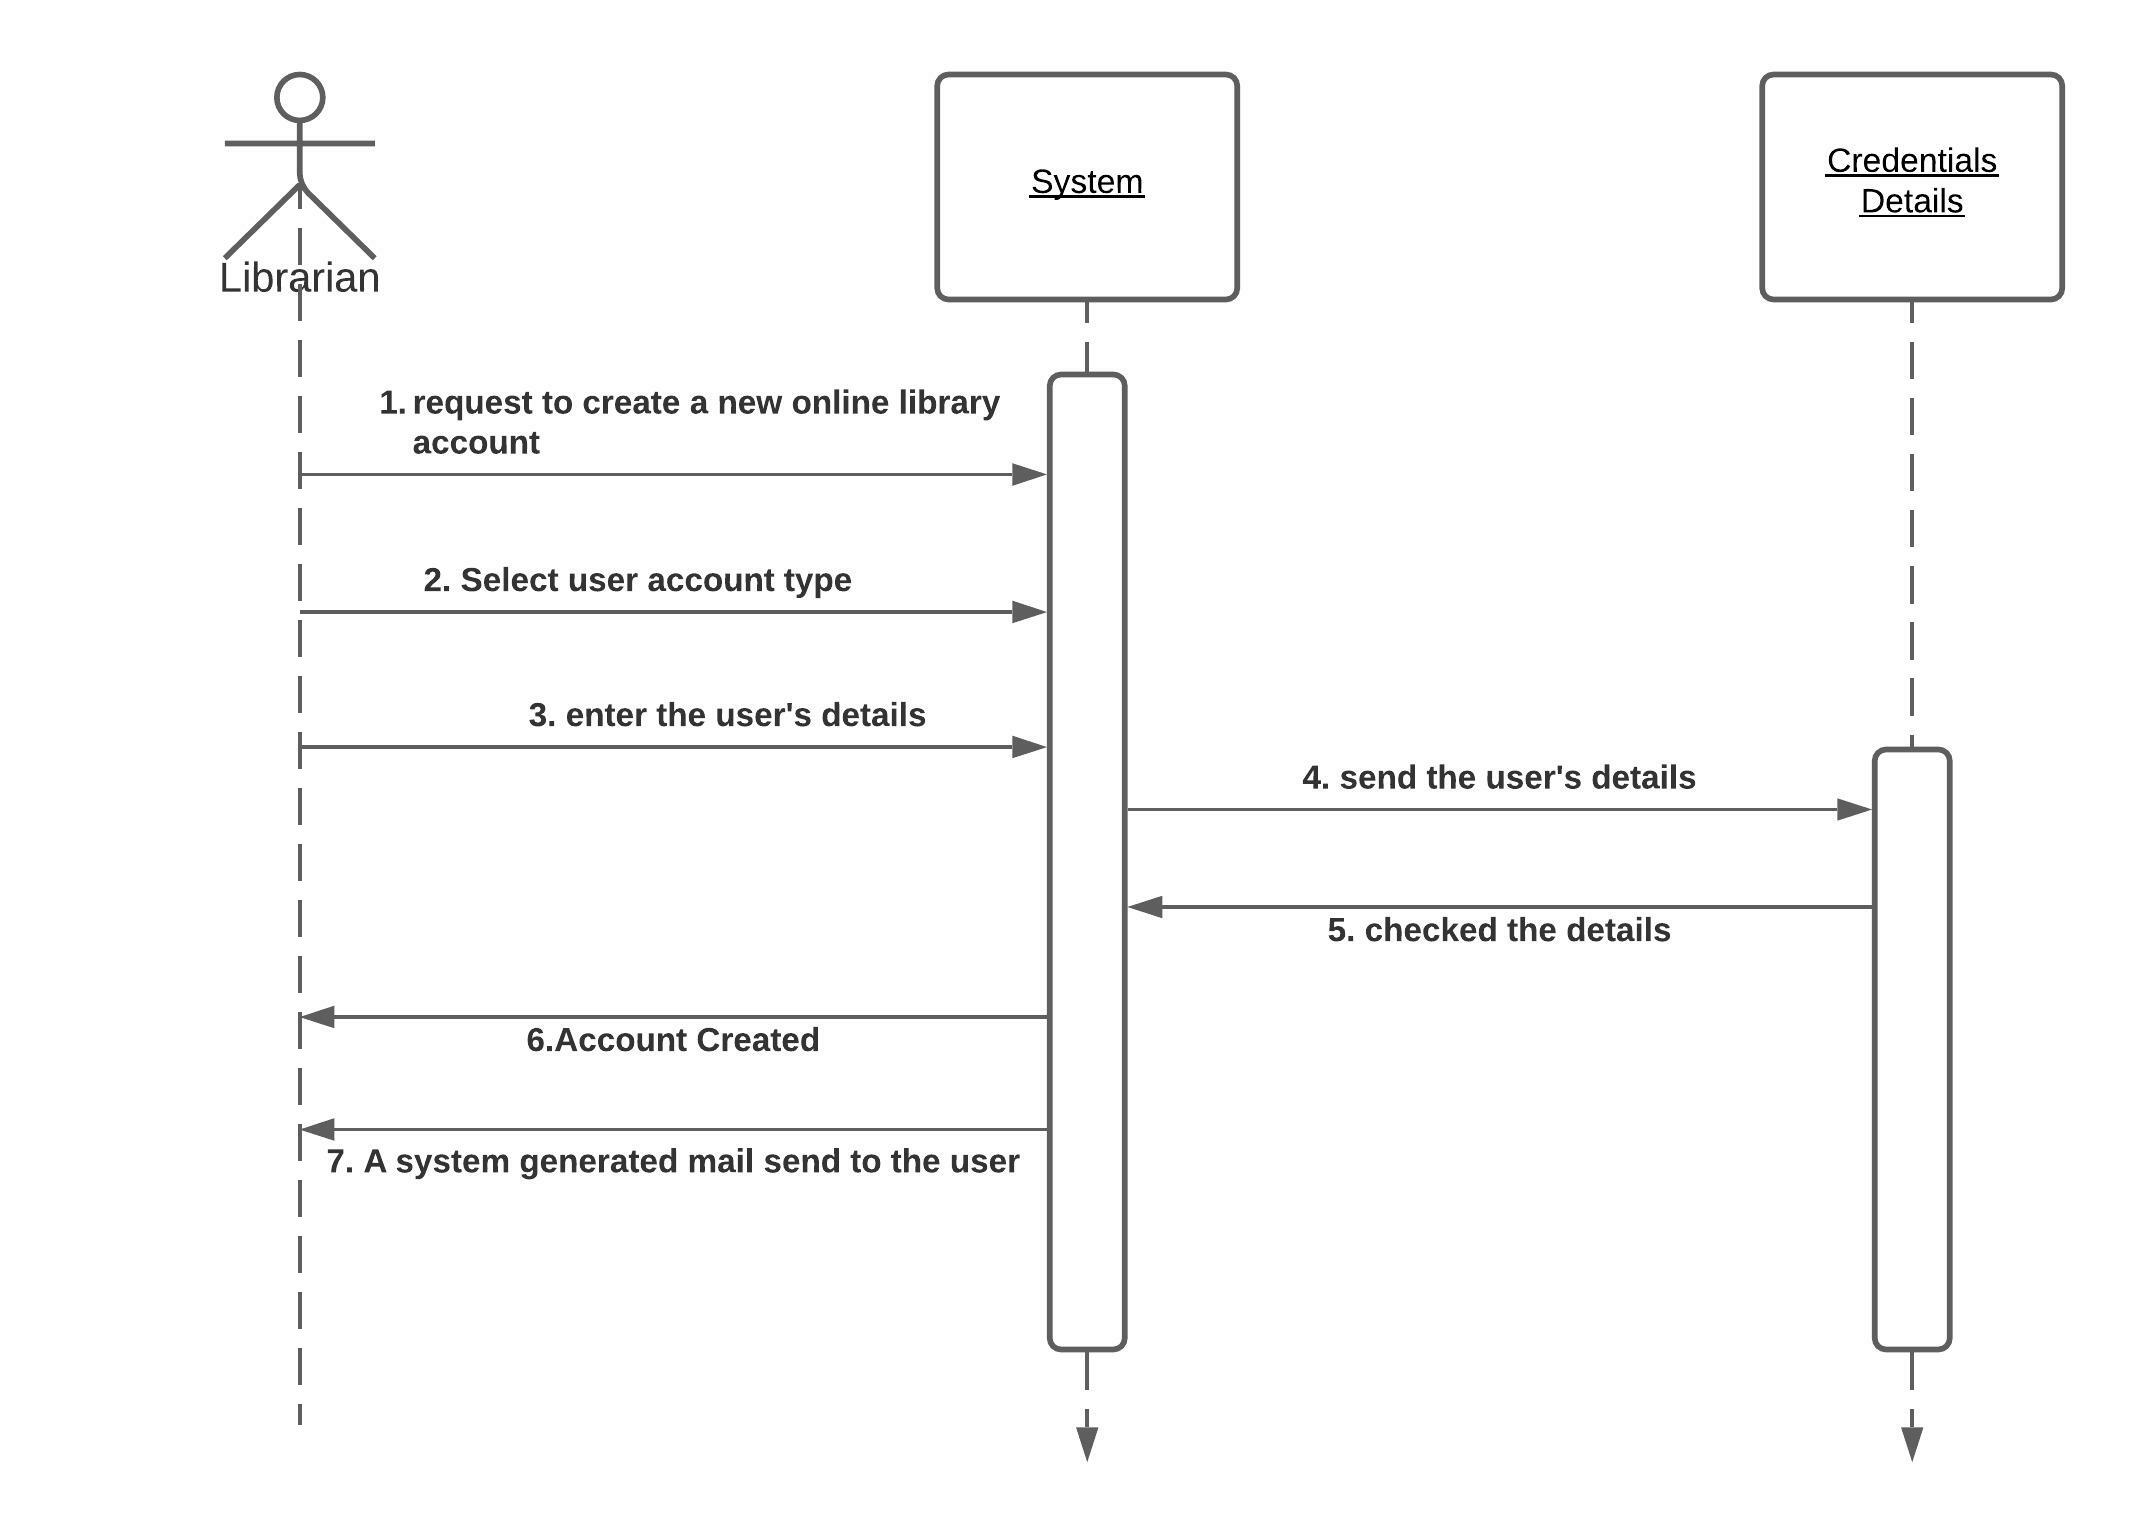 System
Credentials
Details
Librarian
1. request to create a new online library
account
2. Select user account type
3. enter the user's details
4. send the user's details
5. checked the details
6.Account Created
7. A system generated mail send to the user